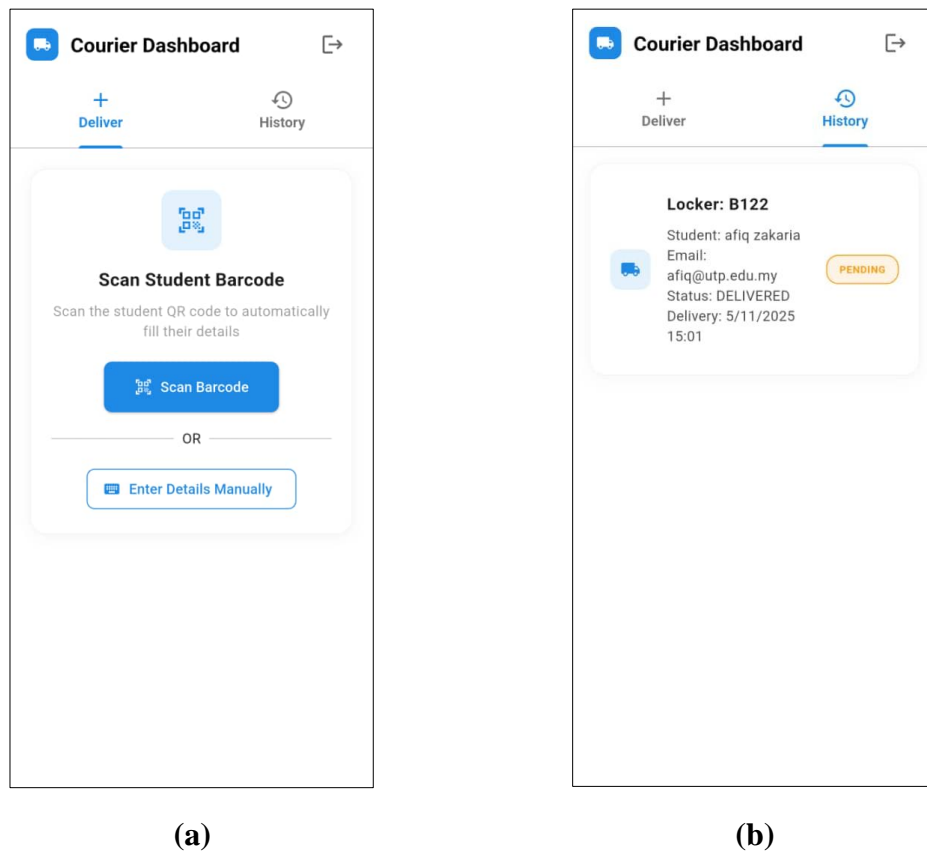 Courier Dashboard
Deliver
History
Scan Student Barcode
Scan the student QR code to automatically
fill their details
Scan Barcode
OR
Enter Details Manually
(a)
Courier Dashboard
Deliver
History
Locker: B122
Student: afiq zakaria
Email:
afiq@utp.edu.my
Status: DELIVERED
Delivery: 5/11/2025
15:01
PENDING
(b)